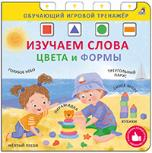 ОБУЧАЮЩИЙ ИГРОВОЙ ТРЕНАЖЁР
ИЗУЧАЕМ СЛОВА
ЦВЕТА И ФОРМЫ
ГОЛУБОЕ НЕБО
ТРЕУГОЛЬНЫЙ
ПАРУС
ПИРАМИДКА
КУБИКИ
ЖЁЛТЫЙ ПЕСОК